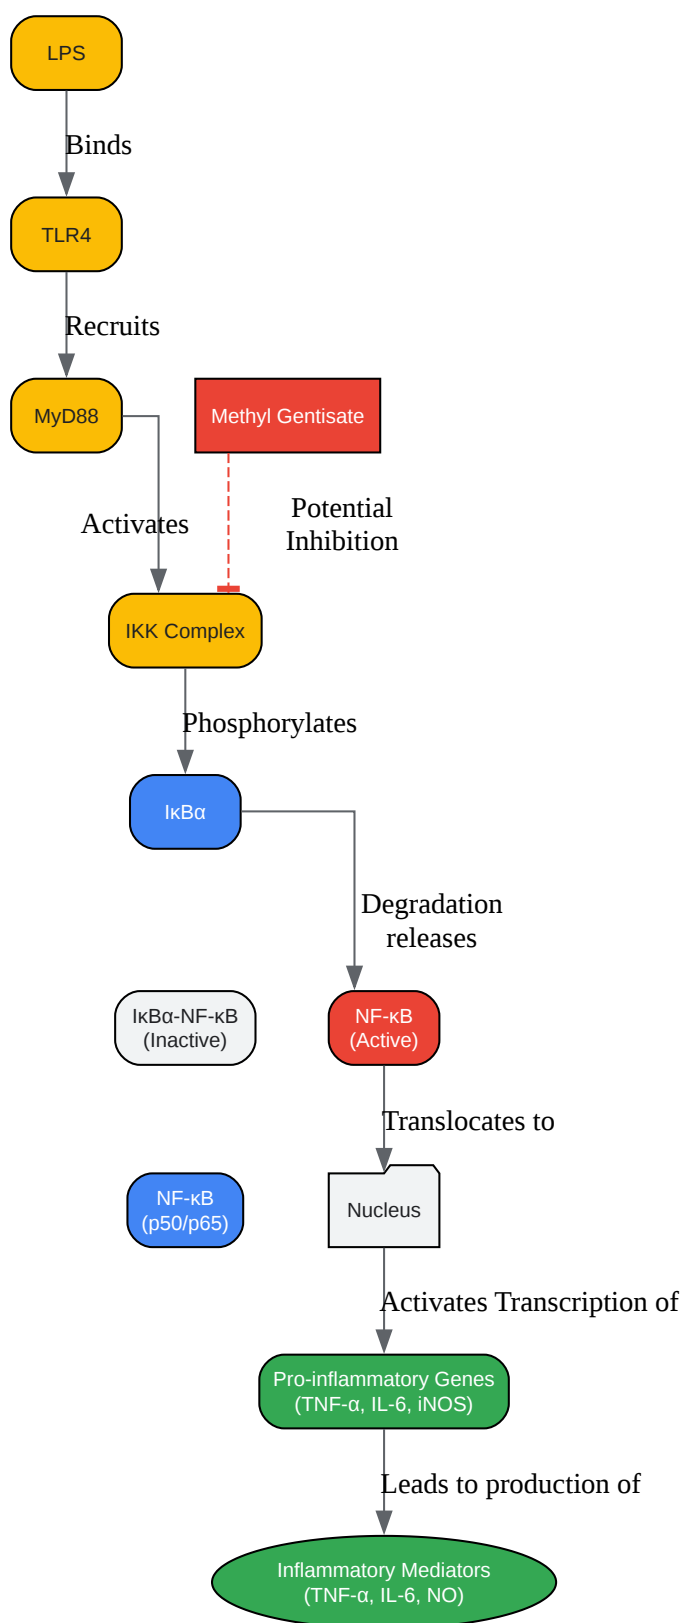 LPS
Binds
TLR4
Recruits
MyD88
Methyl Gentisate
Activates
Potential
Inhibition
IKK Complex
Phosphorylates
IκBα
Degradation
releases
IκBα-NF-κB
(Inactive)
NF-κB
(Active)
Translocates to
NF-κB
(p50/p65)
Nucleus
Activates Transcription of
Pro-inflammatory Genes
(TNF-α, IL-6, iNOS)
Leads to production of
Inflammatory Mediators
(TNF-α, IL-6, NO)